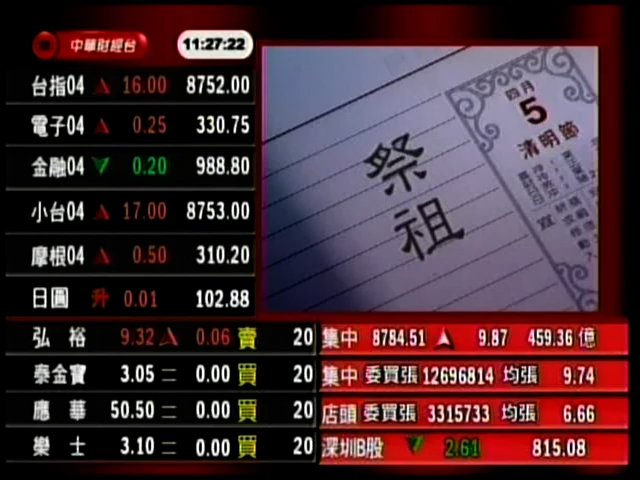 中華財經台 11:27:22
台指04 16.00 8752.00
電子04 0.25 330.75
金融04 0.20 988.80
小台04 17.00 8753.00
摩根04 0.50 310.20
日圓 升 0.01 102.88
四月
5
清明節
宜
祭祖
弘裕 9.32 0.06 賣 20
泰金寶 3.05 二 0.00 買 20
應華 50.50 二 0.00 買 20
樂士 3.10 二 0.00 買 20
集中 8784.51 9.87 459.36 億
集中 委買張 12696814 均張 9.74
店頭 委買張 3315733 均張 6.66
深圳B股 2.61 815.08